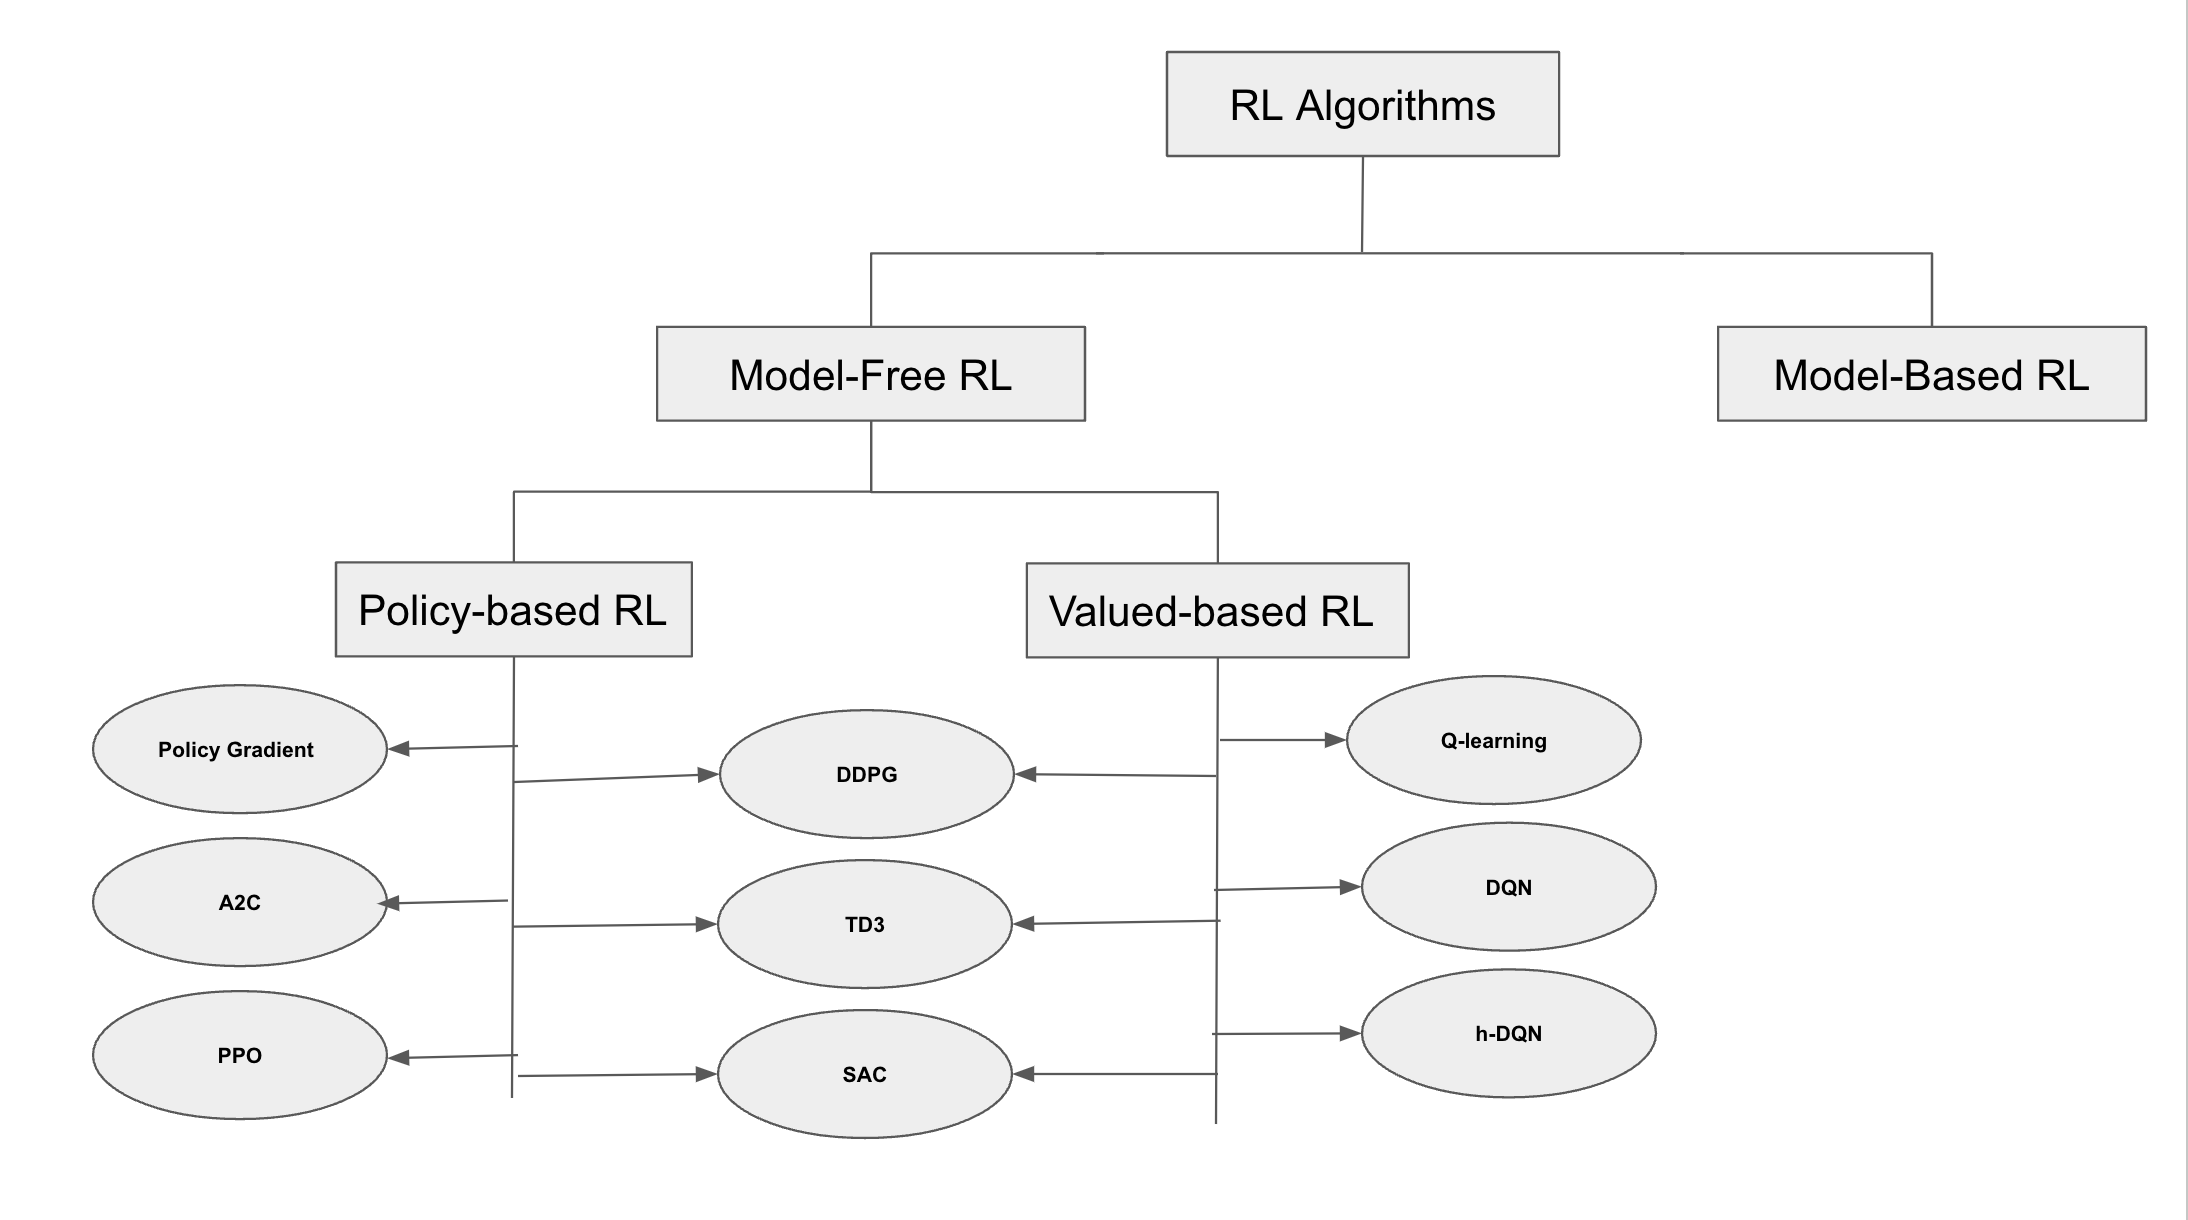 RL Algorithms
Model-Free RL
Model-Based RL
Policy-based RL
Valued-based RL
Policy Gradient
DDPG
Q-learning
A2C
TD3
DQN
PPO
SAC
h-DQN